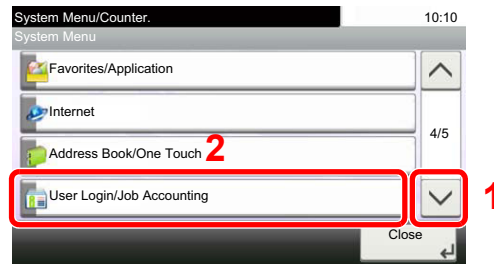 System Menu/Counter. 10:10
System Menu
Favorites/Application
Internet
4/5
Address Book/One Touch 2
User Login/Job Accounting
1
Close